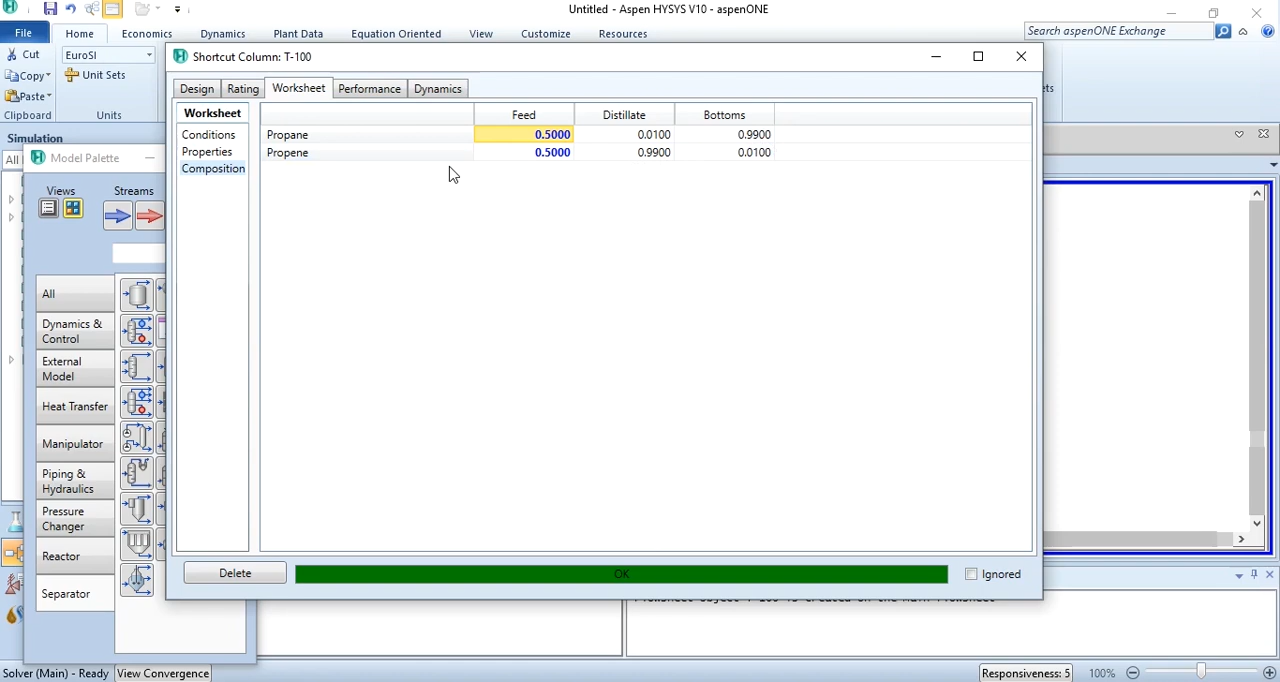 Untitled - Aspen HYSYS V10 - aspenONE
File Home Economics Dynamics Plant Data Equation Oriented View Customize Resources Search aspenONE Exchange
Cut EuroSI
Copy Unit Sets
Paste
Clipboard Units
Simulation
All
Model Palette
Views Streams
All
Dynamics &
Control
External
Model
Heat Transfer
Manipulator
Piping &
Hydraulics
Pressure
Changer
Reactor
Separator
Shortcut Column: T-100
Design Rating Worksheet Performance Dynamics
Worksheet
Conditions
Properties
Composition
Feed Distillate Bottoms
Propane 0.5000 0.0100 0.9900
Propene 0.5000 0.9900 0.0100
Delete OK Ignored
Solver (Main) - Ready View Convergence Responsiveness: 5 100%